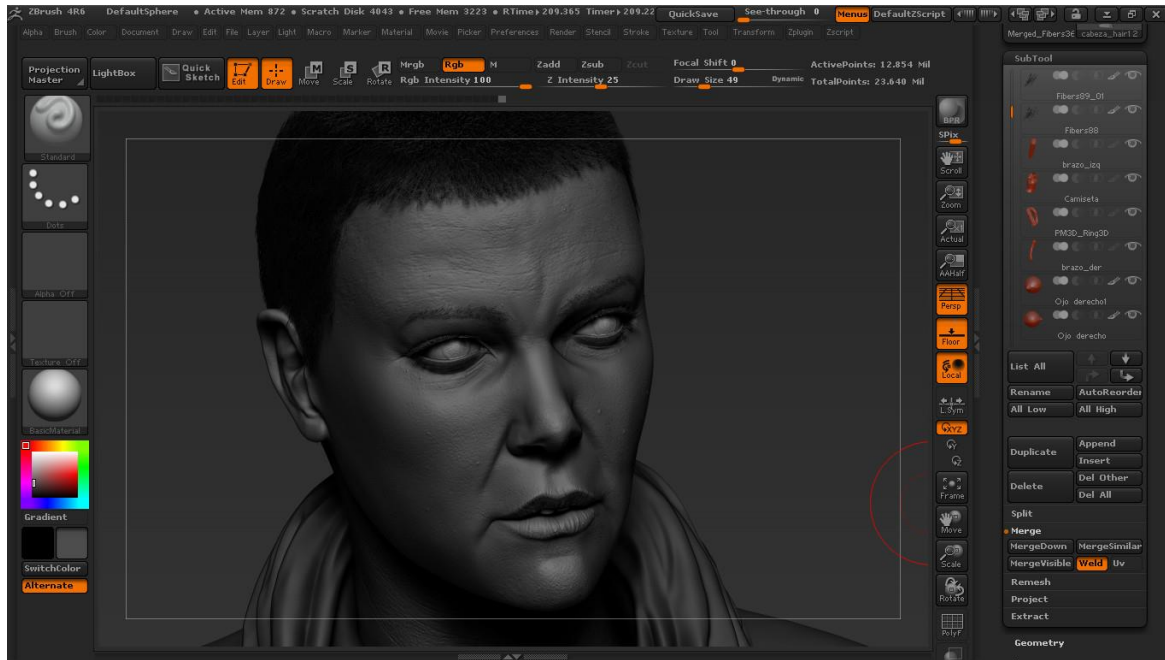 ZBrush 4R6 DefaultSphere • Active Mem 872 • Scratch Disk 4043 • Free Mem 3223 • RTime▸209.365 Timer▸209.22 QuickSave See-through 0 Menus DefaultZScript
Alpha Brush Color Document Draw Edit File Layer Light Macro Marker Material Movie Picker Preferences Render Stencil Stroke Texture Tool Transform Zplugin Zscript
Merged_Fibers36 cabeza_hair12
SubTool
Projection Master
LightBox
Quick Sketch
Edit
Draw
Move
Scale
Rotate
Mrgb Rgb M
Rgb Intensity 100
Zadd Zsub Zcut
Z Intensity 25
Focal Shift 0
Draw Size 49 Dynamic
ActivePoints: 12.854 Mil
TotalPoints: 23.640 Mil
Standard
Dots
Alpha Off
Texture Off
BasicMaterial
Gradient
SwitchColor
Alternate
BPR
SPix
Scroll
Zoom
Actual
AAHalf
Persp
Floor
Local
L.Sym
XYZ
Y
Z
Frame
Move
Scale
Rotate
PolyF
Fibers89_01
Fibers88
brazo_izq
Camiseta
PM3D_Ring3D
brazo_der
Ojo derecho1
Ojo derecho
List All
Rename AutoReorder
All Low All High
Duplicate
Append
Insert
Delete
Del Other
Del All
Split
Merge
MergeDown MergeSimilar
MergeVisible Weld Uv
Remesh
Project
Extract
Geometry